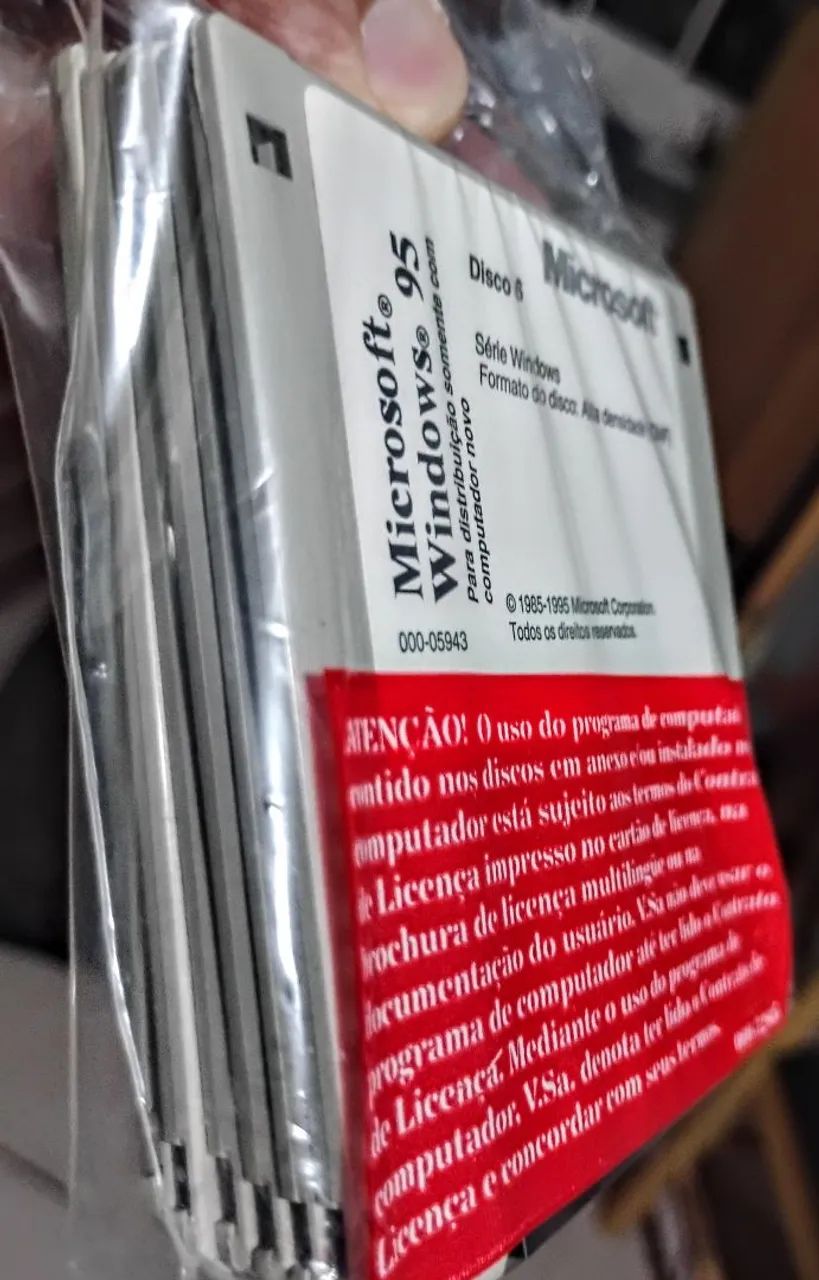 Microsoft®
Windows® 95
Para distribuição somente com
computador novo
Disco 6
Microsoft
Série Windows
Formato do disco: Alta densidade
000-05943
© 1985-1995 Microsoft Corporation
Todos os direitos reservados.
ATENÇÃO! O uso do programa de computador
contido nos discos em anexo e/ou instalado no
computador está sujeito aos termos do Contrato
de Licença impresso no cartão de licença, na
brochura de licença multilingüe ou na
documentação do usuário. V.Sa não deve usar o
programa de computador até ter lido o Contrato
de Licença. Mediante o uso do programa de
computador, V.Sa. denota ter lido o Contrato de
Licença e concordar com seus termos.